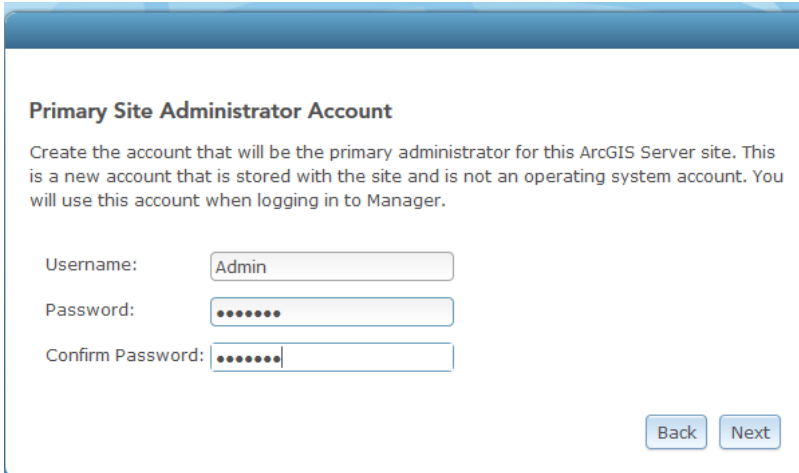 Primary Site Administrator Account
Create the account that will be the primary administrator for this ArcGIS Server site. This
is a new account that is stored with the site and is not an operating system account. You
will use this account when logging in to Manager.
Username: Admin
Password: •••••••
Confirm Password: •••••••
Back Next